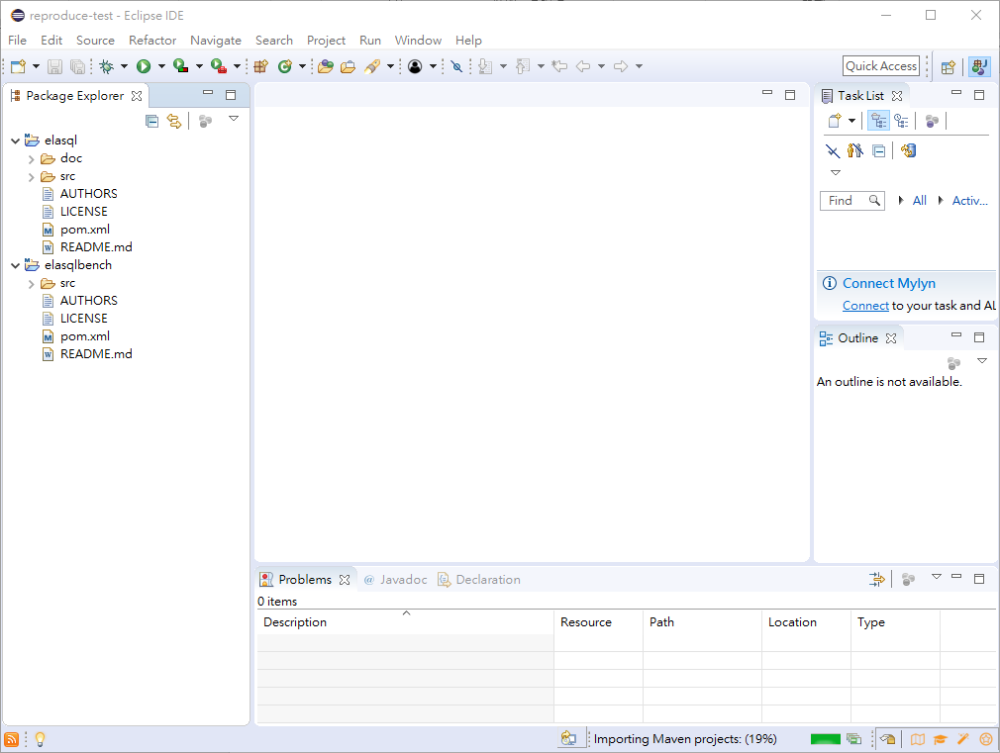 reproduce-test - Eclipse IDE
File Edit Source Refactor Navigate Search Project Run Window Help
Quick Access
Package Explorer
elasql
doc
src
AUTHORS
LICENSE
pom.xml
README.md
elasqlbench
src
AUTHORS
LICENSE
pom.xml
README.md
Task List
Find All Activ...
Connect Mylyn
Connect to your task and AL
Outline
An outline is not available.
Problems @ Javadoc Declaration
0 items
Description Resource Path Location Type
Importing Maven projects: (19%)